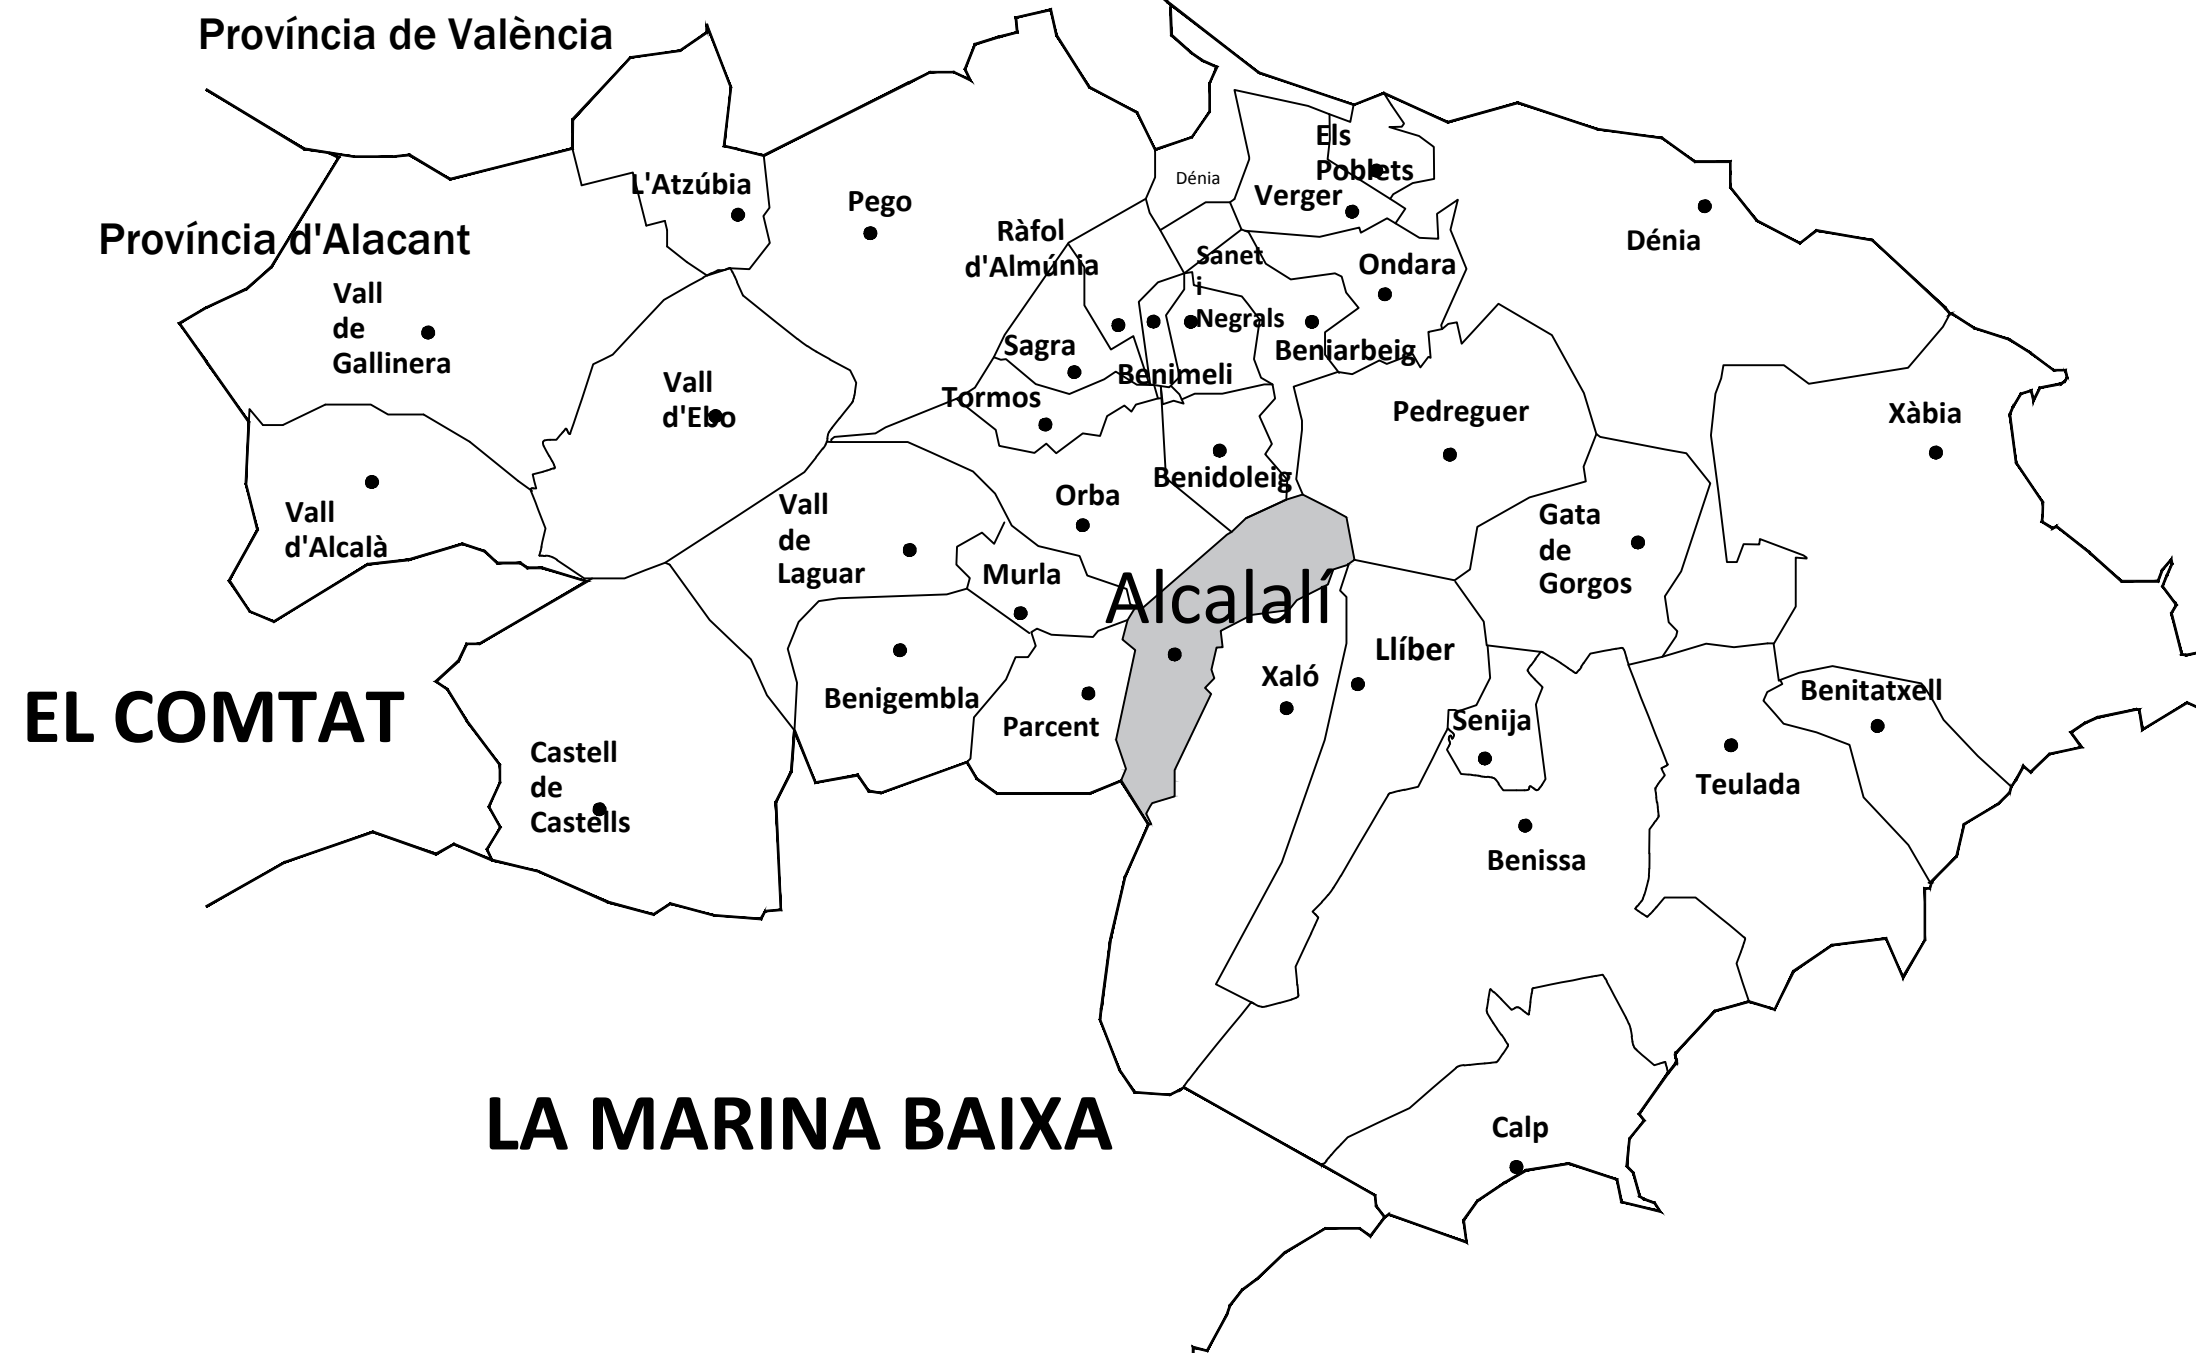 Província de València
Els
Poblets
L'Atzúbia
Dénia
Verger
Pego
Província d'Alacant
Ràfol
d'Almúnia
Sanet
i
Negrals
Ondara
Dénia
Vall
de
Gallinera
Sagra
Benimeli
Beniarbeig
Vall
d'Ebo
Tormos
Pedreguer
Xàbia
Benidoleig
Orba
Vall
d'Alcalà
Vall
de
Laguar
Murla
Alcalalí
Gata
de
Gorgos
Llíber
Xaló
Benigembla
Parcent
Senija
Benitatxell
EL COMTAT
Castell
de
Castells
Teulada
Benissa
LA MARINA BAIXA
Calp